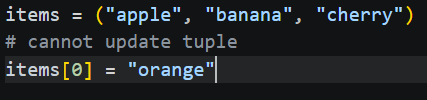 items = ("apple", "banana", "cherry")
# cannot update tuple
items[0] = "orange"